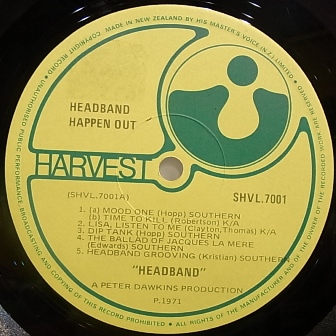 COPYRIGHT RECORD • MADE IN NEW ZEALAND BY HIS MASTER'S VOICE (N.Z.) LIMITED.
ALL RIGHTS OF THE MANUFACTURER AND OF THE OWNER OF THE RECORDED WORK ARE RESERVED
UNAUTHORISED PUBLIC PERFORMANCE, BROADCASTING AND COPYING OF THIS RECORD PROHIBITED •
HEADBAND
HAPPEN OUT
HARVEST
(SHVL.7001A)
SHVL.7001
1. (a) MOOD ONE (Hopp) SOUTHERN
(b) TIME TO KILL (Robertson) K/A
2. LISA, LISTEN TO ME (Clayton,Thomas) K/A
3. DIP TANK (Hopp) SOUTHERN
4. THE BALLAD OF JACQUES LA MERE
(Edwards) SOUTHERN
5. HEADBAND GROOVING (Kristian) SOUTHERN
"HEADBAND"
A PETER DAWKINS PRODUCTION
P.1971